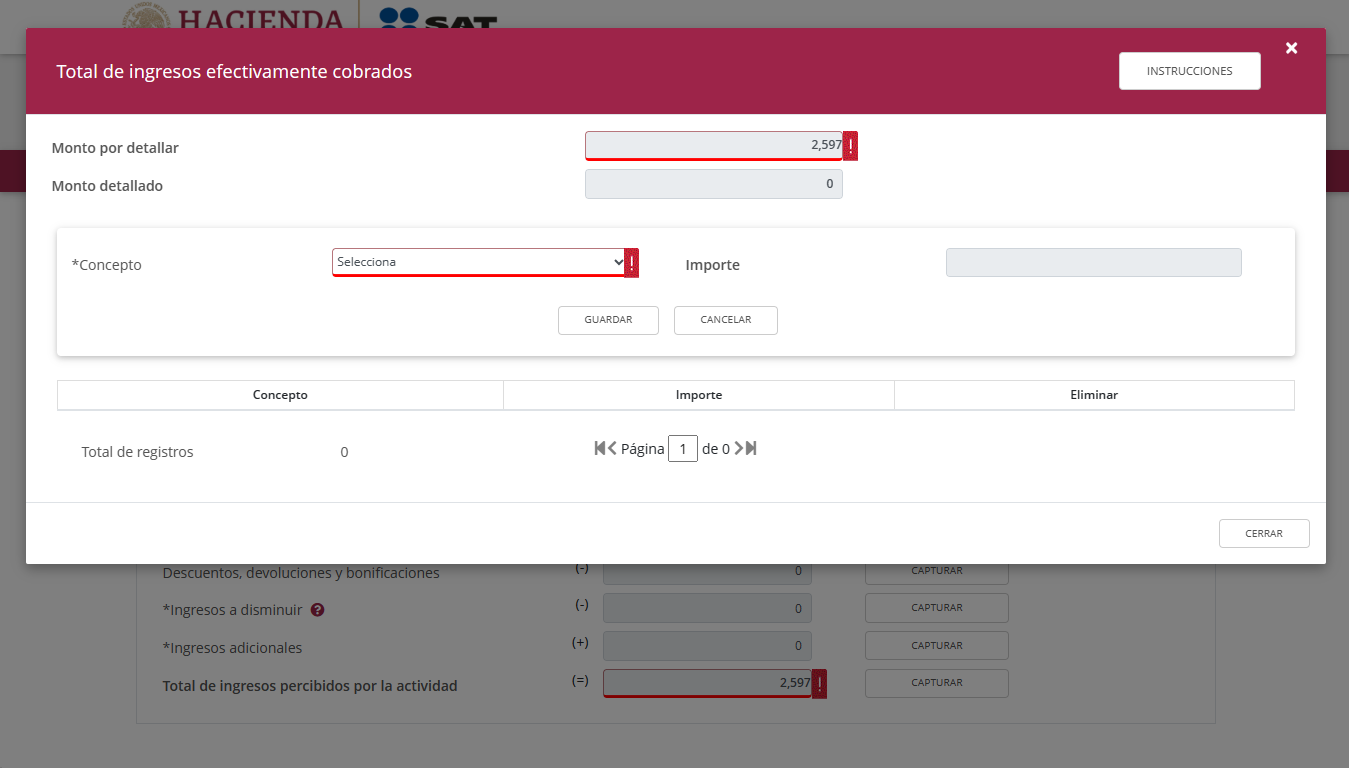 HACIENDA
SAT
Total de ingresos efectivamente cobrados
INSTRUCCIONES
Monto por detallar 2,597 !
Monto detallado 0
*Concepto Selecciona ! Importe
GUARDAR CANCELAR
Concepto Importe Eliminar
Total de registros 0 Página 1 de 0
CERRAR
Descuentos, devoluciones y bonificaciones (-) 0 CAPTURAR
*Ingresos a disminuir ? (-) 0 CAPTURAR
*Ingresos adicionales (+) 0 CAPTURAR
Total de ingresos percibidos por la actividad (=) 2,597 ! CAPTURAR